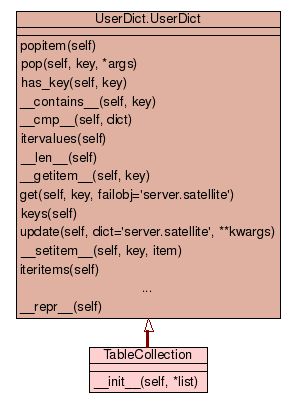 UserDict.UserDict
popitem(self)
pop(self, key, *args)
has_key(self, key)
__contains__(self, key)
__cmp__(self, dict)
itervalues(self)
__len__(self)
__getitem__(self, key)
get(self, key, failobj='server.satellite')
keys(self)
update(self, dict='server.satellite', **kwargs)
__setitem__(self, key, item)
iteritems(self)
...
__repr__(self)
TableCollection
__init__(self, *list)